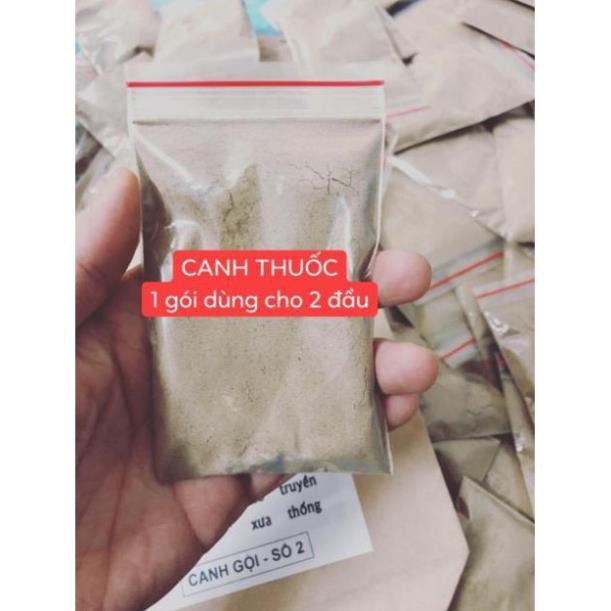 CANH THUỐC
1 gói dùng cho 2 đầu
truyền
xưa thống
CANH GỘI - SỐ 2